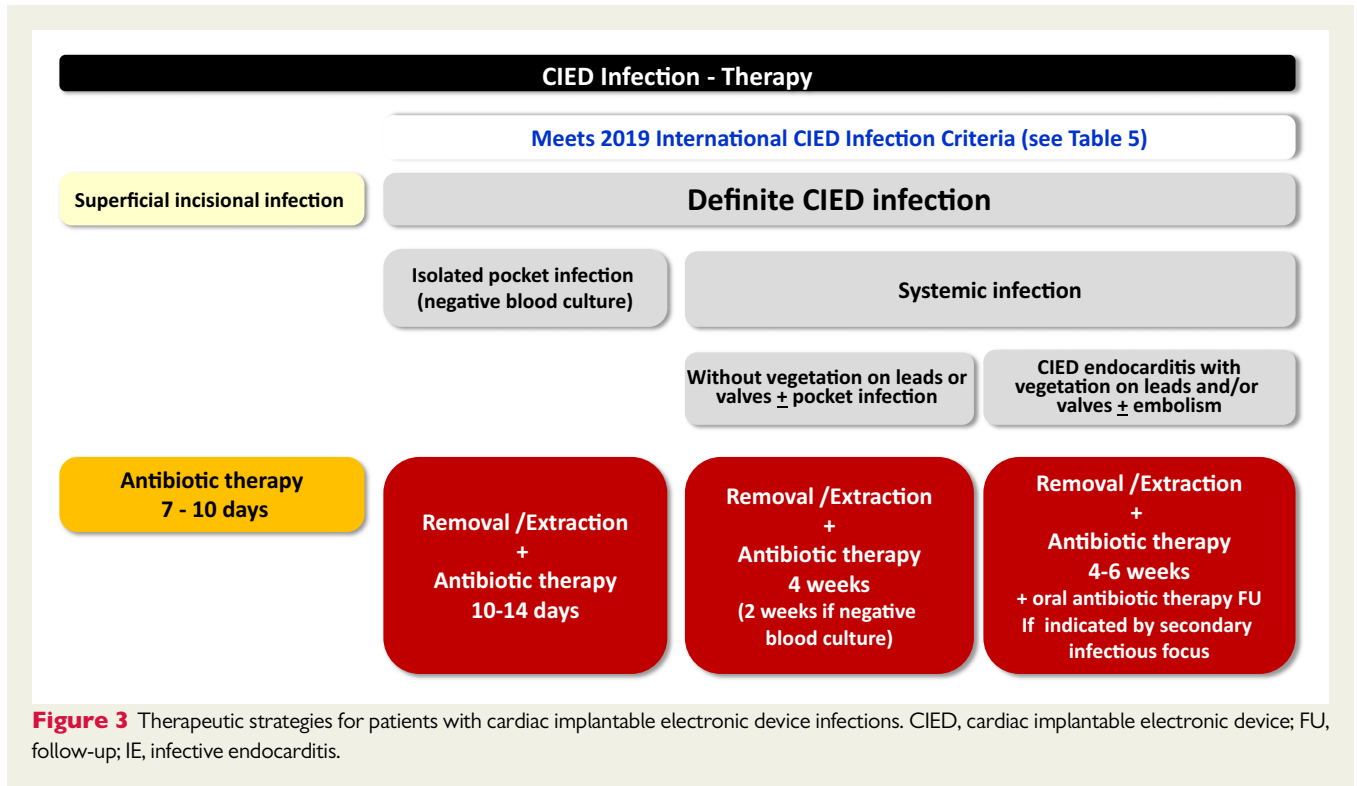 CIED Infection - Therapy
Meets 2019 International CIED Infection Criteria (see Table 5)
Superficial incisional infection
Definite CIED infection
Isolated pocket infection
(negative blood culture)
Systemic infection
Without vegetation on leads or
valves ± pocket infection
CIED endocarditis with
vegetation on leads and/or
valves ± embolism
Antibiotic therapy
7 - 10 days
Removal /Extraction
+
Antibiotic therapy
10-14 days
Removal /Extraction
+
Antibiotic therapy
4 weeks
(2 weeks if negative
blood culture)
Removal /Extraction
+
Antibiotic therapy
4-6 weeks
+ oral antibiotic therapy FU
If indicated by secondary
infectious focus
Figure 3 Therapeutic strategies for patients with cardiac implantable electronic device infections. CIED, cardiac implantable electronic device; FU,
follow-up; IE, infective endocarditis.